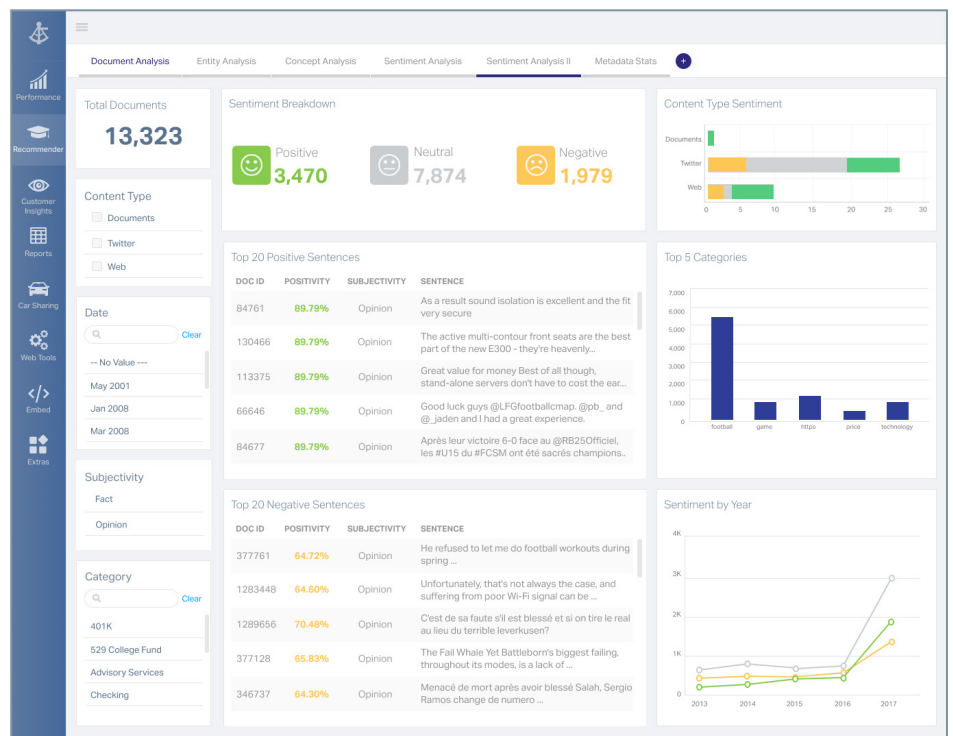 Document Analysis
Entity Analysis
Concept Analysis
Sentiment Analysis
Sentiment Analysis II
Metadata Stats
Performance
Recommender
Customer
Insights
Reports
Car Sharing
Web Tools
Embed
Extras
Total Documents
13,323
Content Type
Documents
Twitter
Web
Date
Clear
-- No Value ---
May 2001
Jan 2008
Mar 2008
Subjectivity
Fact
Opinion
Category
Clear
401K
529 College Fund
Advisory Services
Checking
Sentiment Breakdown
Positive
3,470
Neutral
7,874
Negative
1,979
Top 20 Positive Sentences
DOC ID POSITIVITY SUBJECTIVITY SENTENCE
84761 89.79% Opinion As a result sound isolation is excellent and the fit
very secure
130466 89.79% Opinion The active multi-contour front seats are the best
part of the new E300 - they're heavenly...
113375 89.79% Opinion Great value for money Best of all though,
stand-alone servers don't have to cost the ear...
66646 89.79% Opinion Good luck guys @LFGfootballcmap. @pb_ and
@_jaden and I had a great experience.
84677 89.79% Opinion Après leur victoire 6-0 face au @RB25Officiel,
les #U15 du #FCSM ont été sacrés champions..
Top 20 Negative Sentences
DOC ID POSITIVITY SUBJECTIVITY SENTENCE
377761 64.72% Opinion He refused to let me do football workouts during
spring ...
1283448 64.60% Opinion Unfortunately, that's not always the case, and
suffering from poor Wi-Fi signal can be ...
1289656 70.48% Opinion C'est de sa faute s'il est blessé et si on tire le real
au lieu du terrible leverkusen?
377128 65.83% Opinion The Fail Whale Yet Battleborn's biggest failing,
throughout its modes, is a lack of ...
346737 64.30% Opinion Menacé de mort après avoir blessé Salah, Sergio
Ramos change de numero ...
Content Type Sentiment
Documents
Twitter
Web
0 5 10 15 20 25 30
Top 5 Categories
7,000
6,000
5,000
4,000
3,000
2,000
1,000
0
football game https price technology
Sentiment by Year
4K
3K
2K
1K
0
2013 2014 2015 2016 2017